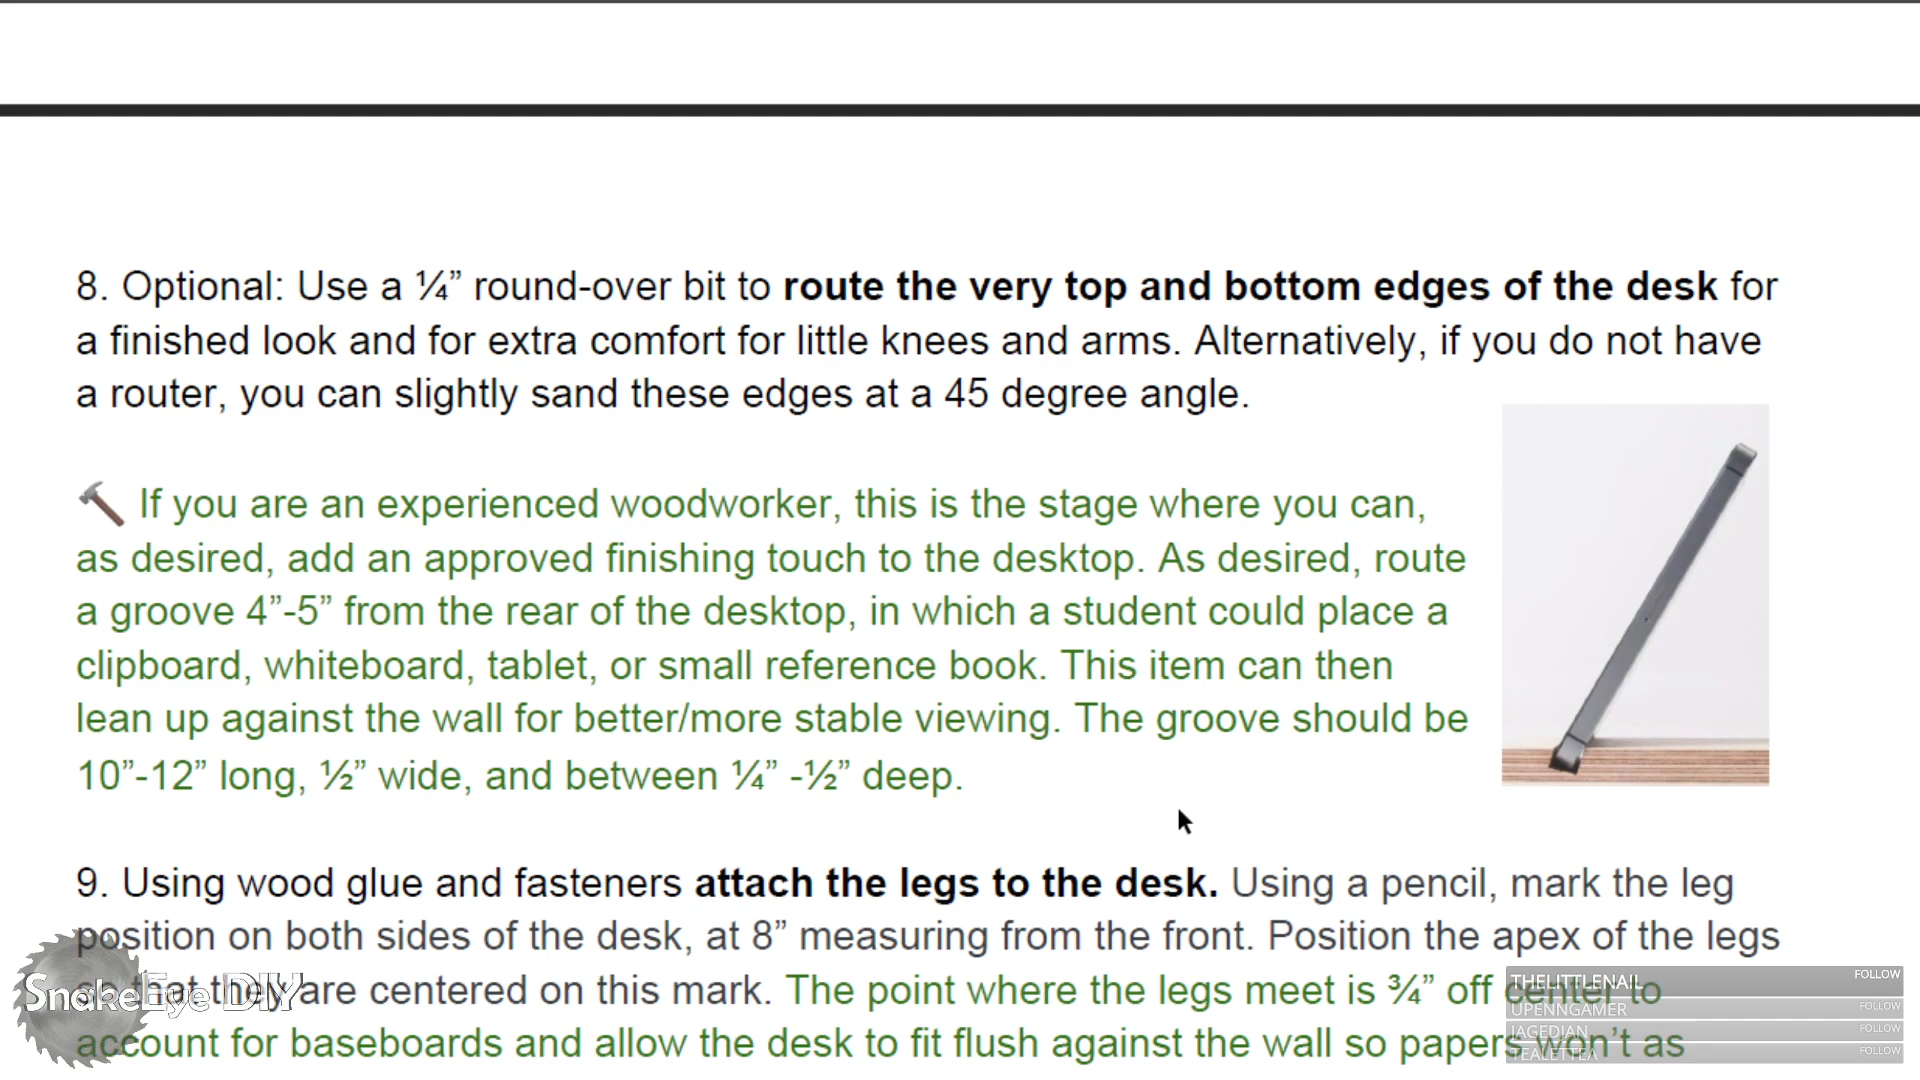 8. Optional: Use a ¼” round-over bit to route the very top and bottom edges of the desk for
a finished look and for extra comfort for little knees and arms. Alternatively, if you do not have
a router, you can slightly sand these edges at a 45 degree angle.
If you are an experienced woodworker, this is the stage where you can,
as desired, add an approved finishing touch to the desktop. As desired, route
a groove 4”-5” from the rear of the desktop, in which a student could place a
clipboard, whiteboard, tablet, or small reference book. This item can then
lean up against the wall for better/more stable viewing. The groove should be
10”-12” long, ½” wide, and between ¼” -½” deep.
9. Using wood glue and fasteners attach the legs to the desk. Using a pencil, mark the leg
position on both sides of the desk, at 8” measuring from the front. Position the apex of the legs
so that they are centered on this mark. The point where the legs meet is ¾” off center to
account for baseboards and allow the desk to fit flush against the wall so papers won’t as
SnakeEye DIY
THELITTLENAIL FOLLOW
UPENNGAMER FOLLOW
JAGEDIAN FOLLOW
TEALETTEA FOLLOW